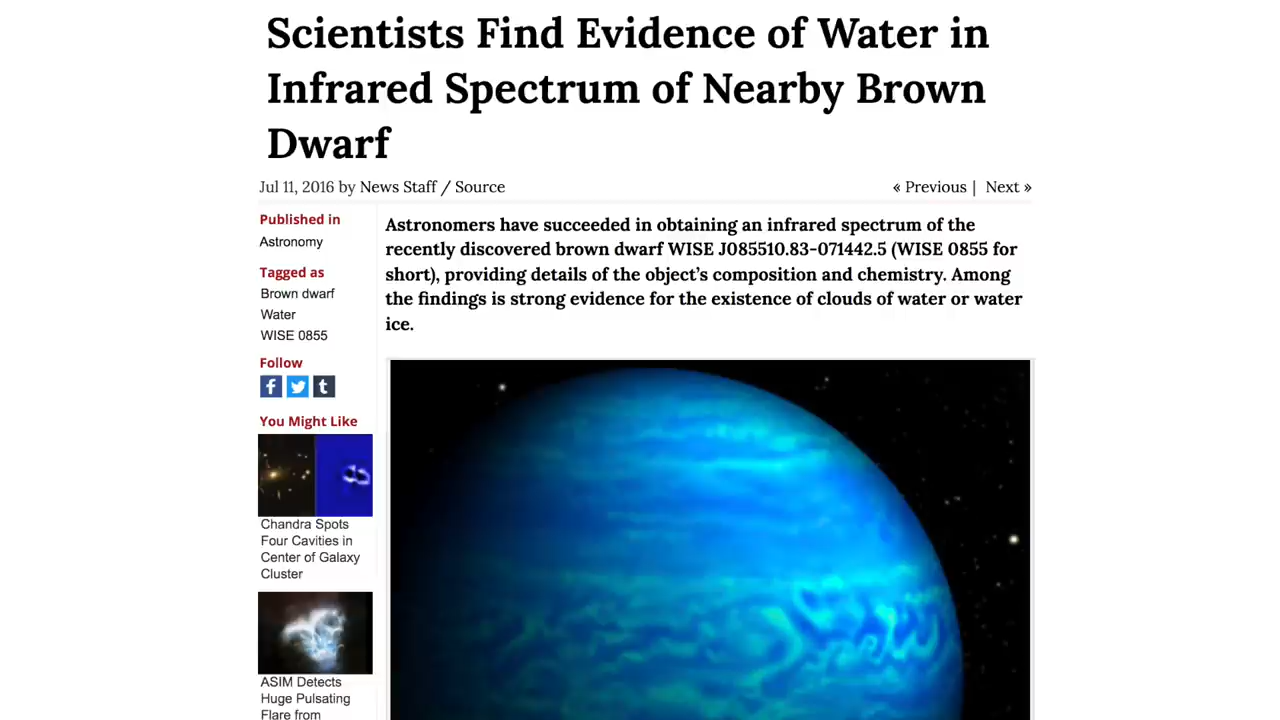 Scientists Find Evidence of Water in
Infrared Spectrum of Nearby Brown
Dwarf
Jul 11, 2016 by News Staff / Source
« Previous | Next »
Published in
Astronomy
Tagged as
Brown dwarf
Water
WISE 0855
Follow
f
t
You Might Like
Chandra Spots
Four Cavities in
Center of Galaxy
Cluster
ASIM Detects
Huge Pulsating
Flare from
Astronomers have succeeded in obtaining an infrared spectrum of the
recently discovered brown dwarf WISE J085510.83-071442.5 (WISE 0855 for
short), providing details of the object's composition and chemistry. Among
the findings is strong evidence for the existence of clouds of water or water
ice.